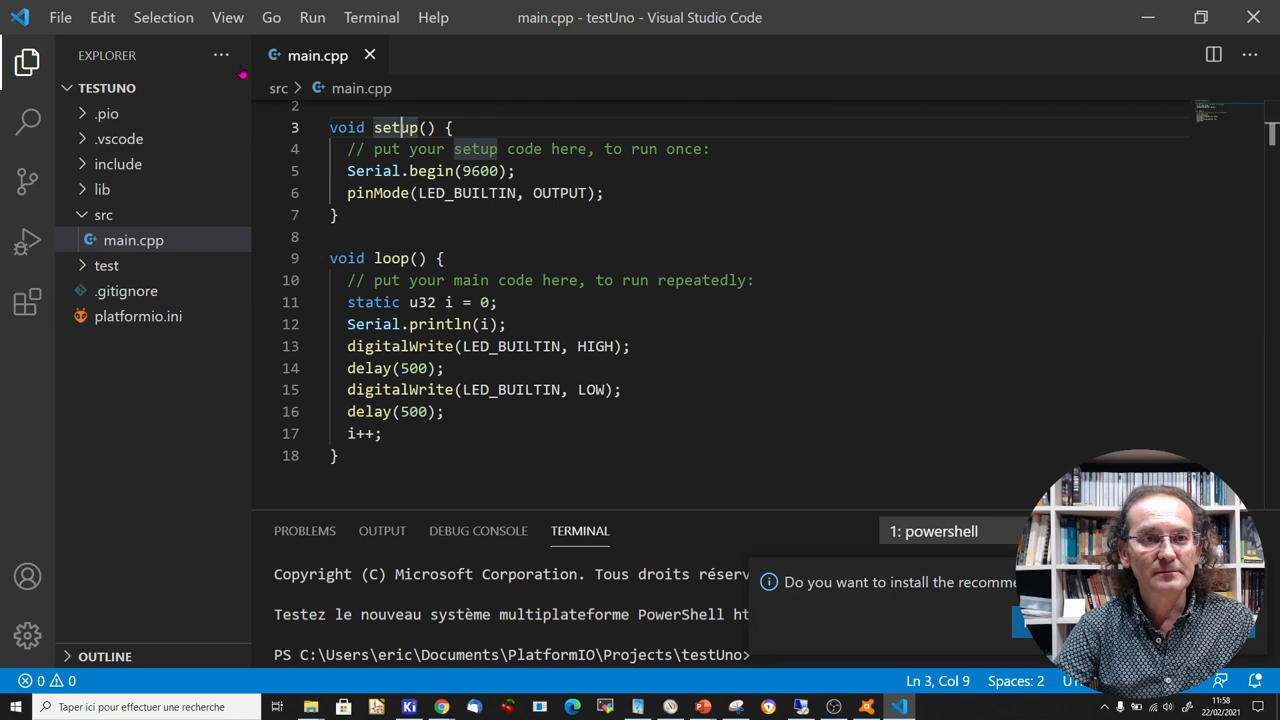 File Edit Selection View Go Run Terminal Help main.cpp - testUno - Visual Studio Code
EXPLORER
main.cpp
TESTUNO
src main.cpp
.pio
.vscode
include
lib
src
main.cpp
test
.gitignore
platformio.ini
2
3 void setup() {
4 // put your setup code here, to run once:
5 Serial.begin(9600);
6 pinMode(LED_BUILTIN, OUTPUT);
7 }
8
9 void loop() {
10 // put your main code here, to run repeatedly:
11 static u32 i = 0;
12 Serial.println(i);
13 digitalWrite(LED_BUILTIN, HIGH);
14 delay(500);
15 digitalWrite(LED_BUILTIN, LOW);
16 delay(500);
17 i++;
18 }
PROBLEMS OUTPUT DEBUG CONSOLE TERMINAL 1: powershell
Copyright (C) Microsoft Corporation. Tous droits réserv
Do you want to install the recomme
Testez le nouveau système multiplateforme PowerShell ht
PS C:\Users\eric\Documents\PlatformIO\Projects\testUno>
OUTLINE
0 0 Ln 3, Col 9 Spaces: 2
Taper ici pour effectuer une recherche
11:58
22/02/2021